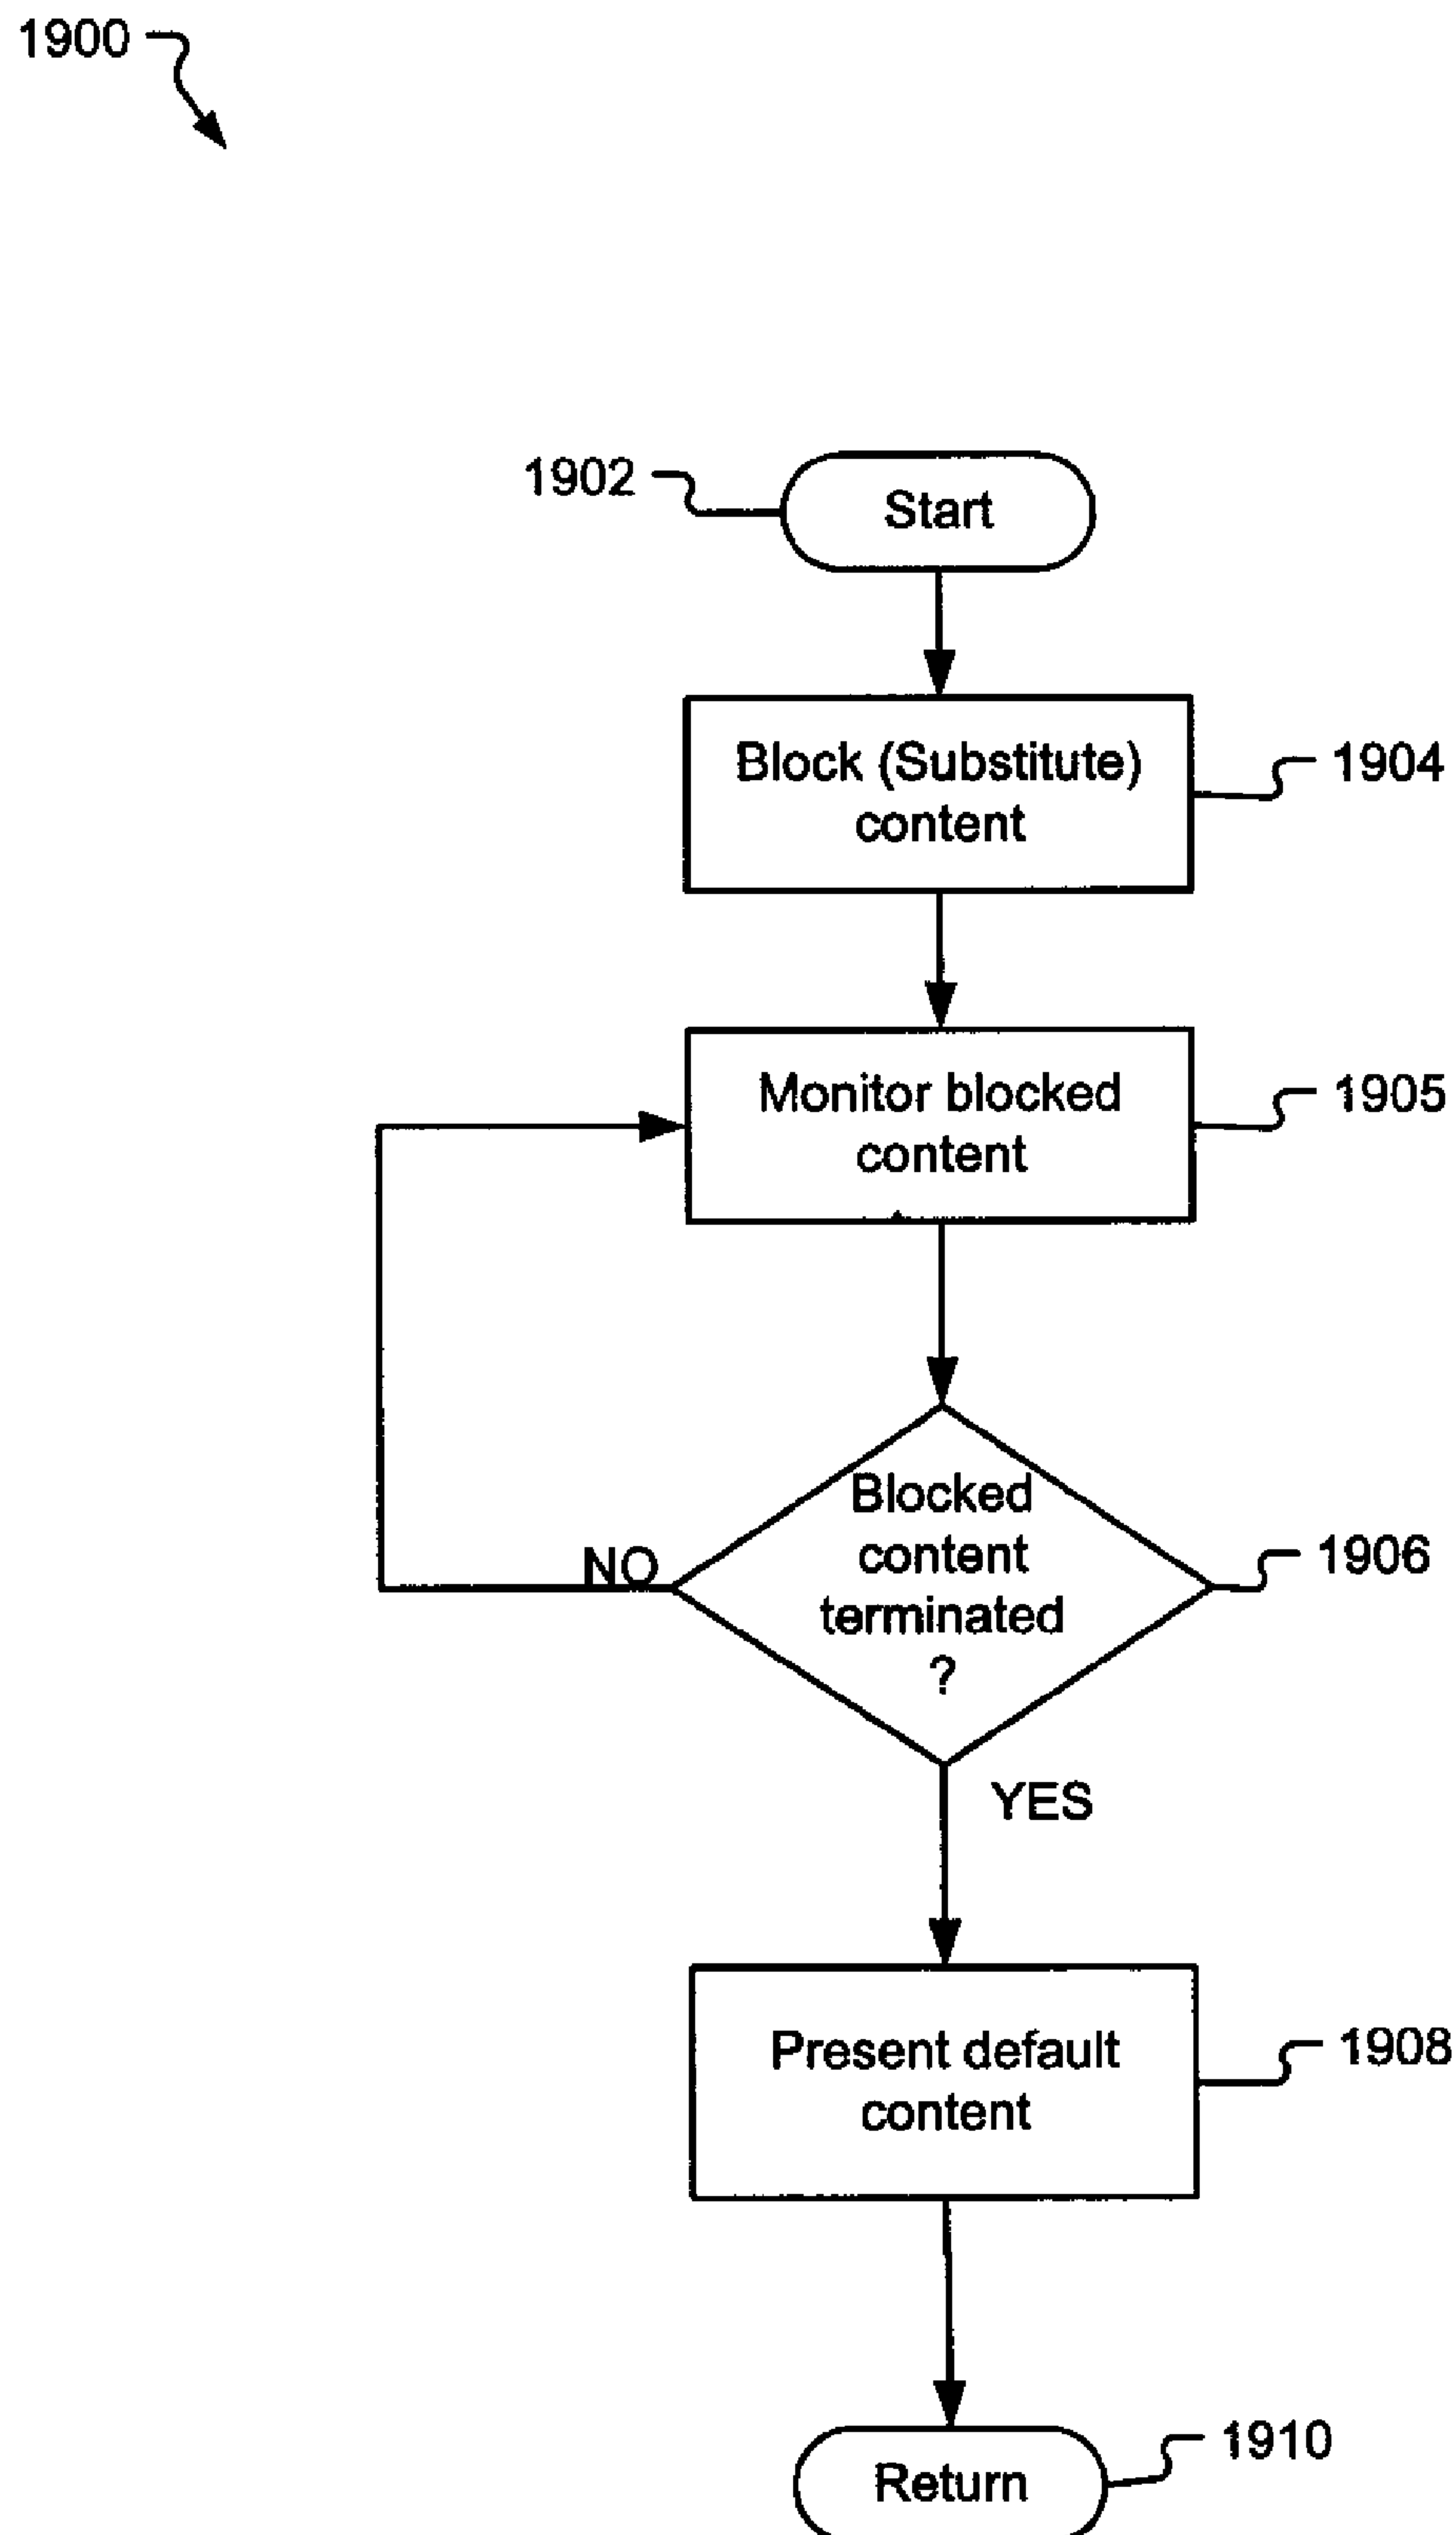 1900
1902
Start
Block (Substitute)
content
1904
Monitor blocked
content
1905
Blocked
content
terminated
?
1906
NO
YES
Present default
content
1908
Return
1910